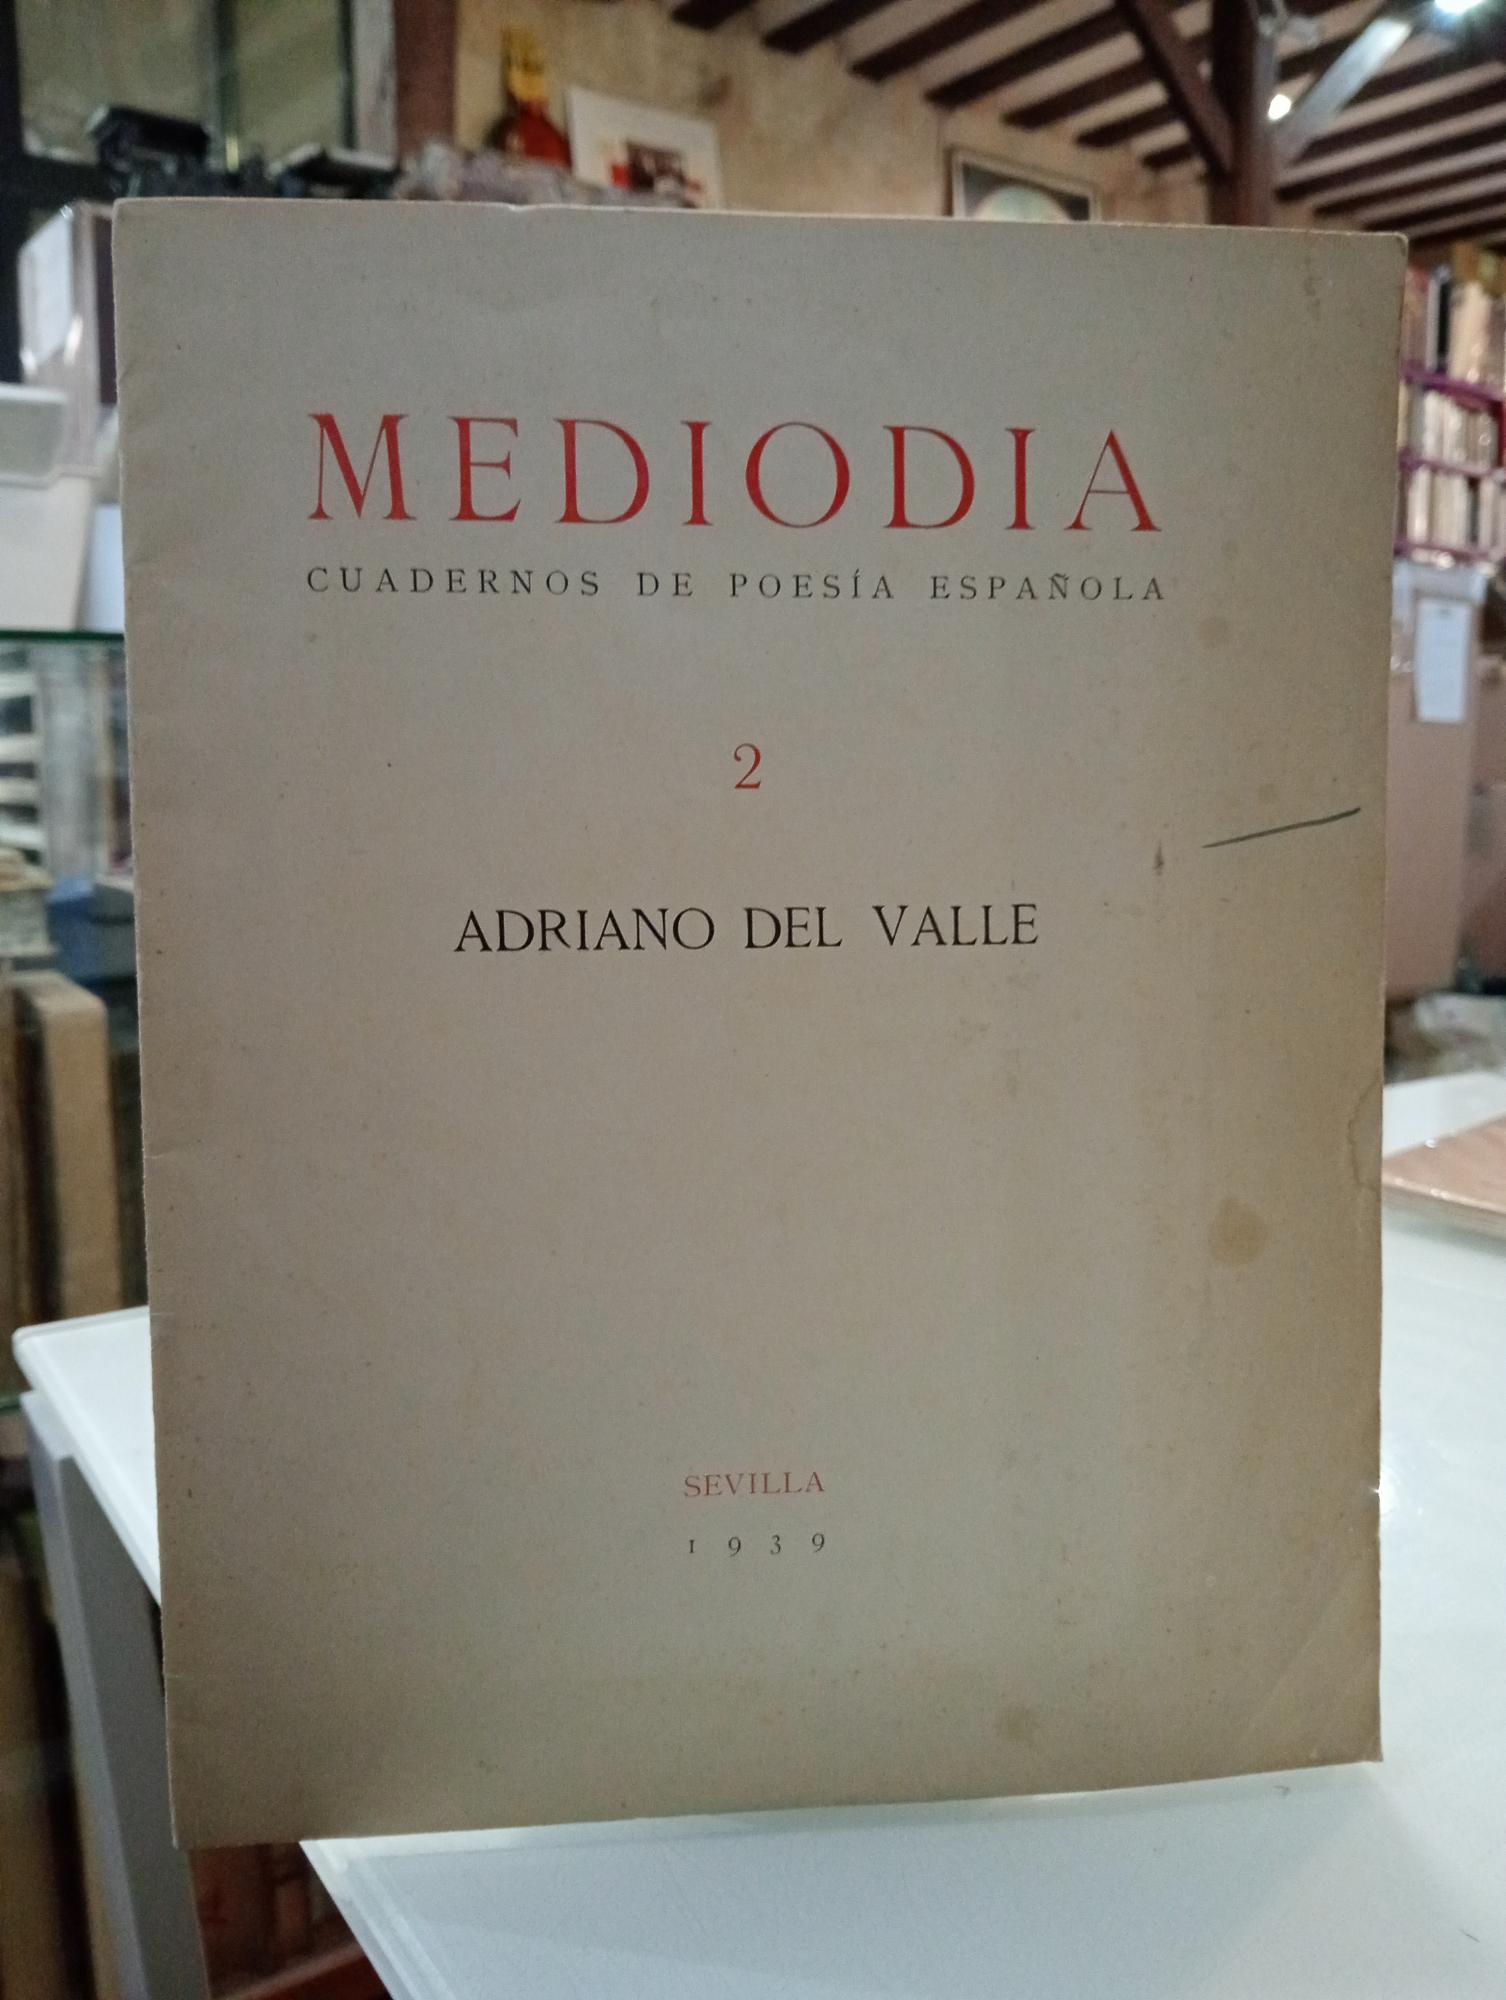 MEDIODIA
CUADERNOS DE POESÍA ESPAÑOLA
2
ADRIANO DEL VALLE
SEVILLA
1939